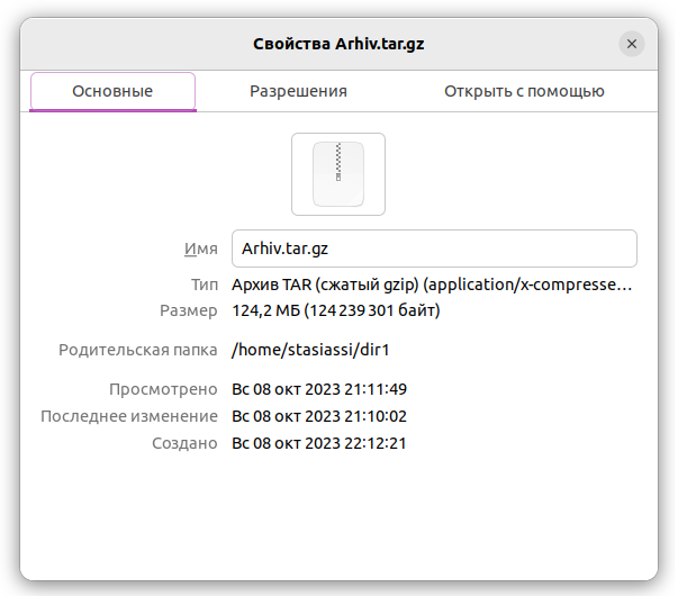 Свойства Arhiv.tar.gz
Основные Разрешения Открыть с помощью
Имя Arhiv.tar.gz
Тип Архив TAR (сжатый gzip) (application/x-compresse...
Размер 124,2 МБ (124 239 301 байт)
Родительская папка /home/stasiassi/dir1
Просмотрено Вс 08 окт 2023 21:11:49
Последнее изменение Вс 08 окт 2023 21:10:02
Создано Вс 08 окт 2023 22:12:21